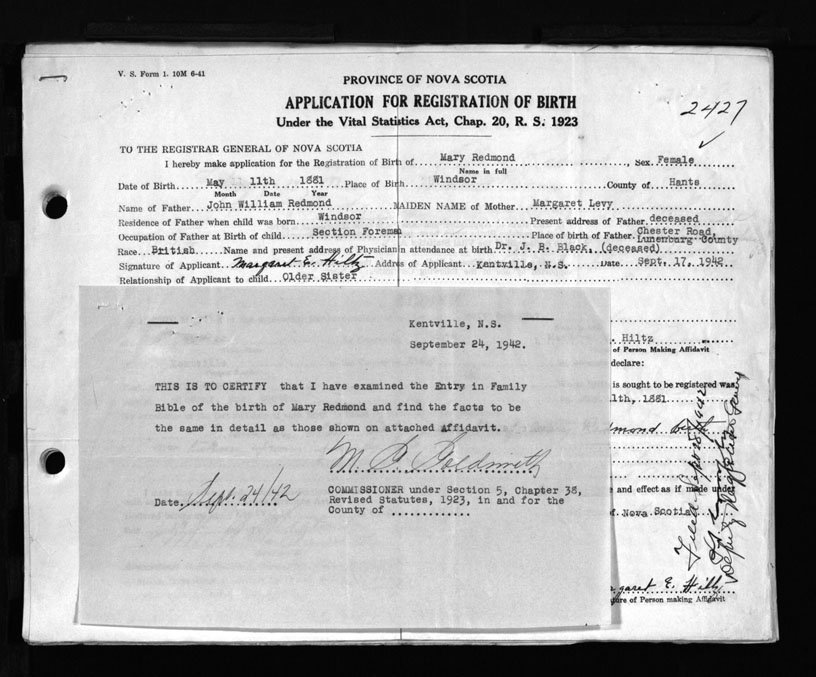 V. S. Form 1. 10M 6-41
PROVINCE OF NOVA SCOTIA
APPLICATION FOR REGISTRATION OF BIRTH
2427
Under the Vital Statistics Act, Chap. 20, R. S. 1923
TO THE REGISTRAR GENERAL OF NOVA SCOTIA
I hereby make application for the Registration of Birth of Mary Redmond, Sex Female
Name in full
Date of Birth May 11th 1881 Place of Birth Windsor County of Hants
Month Date Year
Name of Father John William Redmond MAIDEN NAME of Mother Margaret Levy
Residence of Father when child was born Windsor Present address of Father deceased
Occupation of Father at Birth of child Section Foreman Place of birth of Father Chester Road, Lunenburg County
Race British Name and present address of Physician in attendance at birth Dr. J. B. Black, (deceased)
Signature of Applicant Margaret E. Hiltz Address of Applicant Kentville, N.S. Date Sept. 17, 1942
Relationship of Applicant to child Older Sister
Kentville, N.S.
September 24, 1942.
THIS IS TO CERTIFY that I have examined the Entry in Family
Bible of the birth of Mary Redmond and find the facts to be
the same in detail as those shown on attached Affidavit.
Date Sept. 24/42
COMMISSIONER under Section 5, Chapter 38,
Revised Statutes, 1923, in and for the
County of
Hiltz
of Person Making Affidavit
declare:
is sought to be registered was
11th, 1881
mond Birth
and effect as if made under
of Nova Scotia
garet E. Hiltz
ture of Person making Affidavit